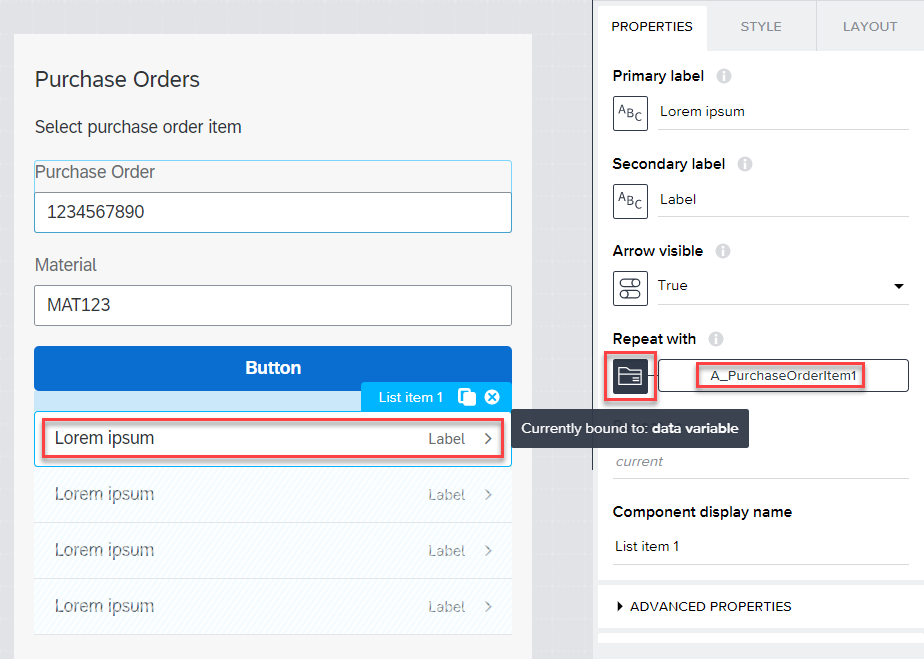 Purchase Orders
Select purchase order item
Purchase Order
1234567890
Material
MAT123
Button
List item 1
Lorem ipsum Label
Lorem ipsum Label
Lorem ipsum Label
Lorem ipsum Label
PROPERTIES STYLE LAYOUT
Primary label
ABC Lorem ipsum
Secondary label
ABC Label
Arrow visible
True
Repeat with
A_PurchaseOrderItem1
Currently bound to: data variable
current
Component display name
List item 1
ADVANCED PROPERTIES